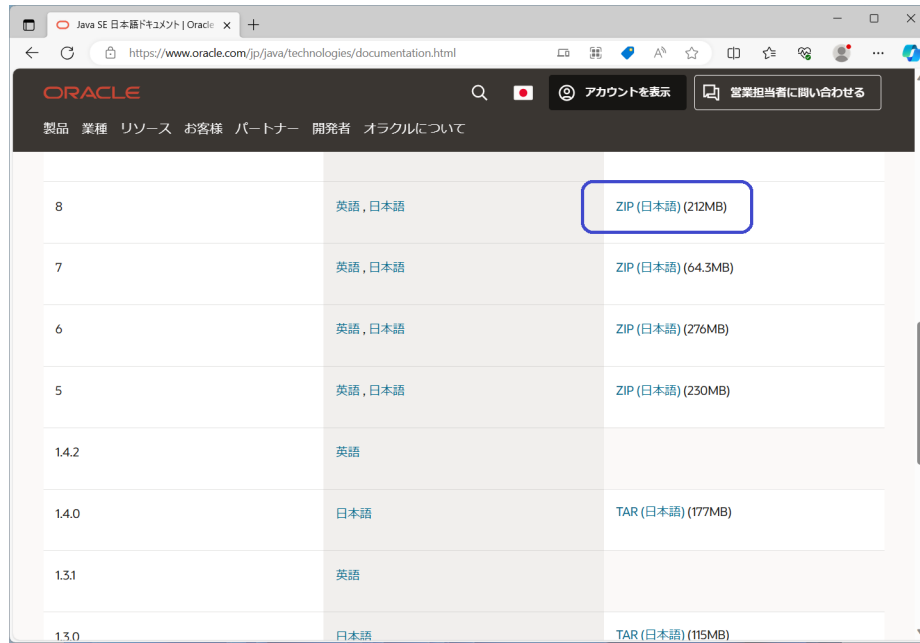 Java SE 日本語ドキュメント | Oracle
https://www.oracle.com/jp/java/technologies/documentation.html
ORACLE
アカウントを表示
営業担当者に問い合わせる
製品 業種 リソース お客様 パートナー 開発者 オラクルについて
8 英語 , 日本語 ZIP (日本語) (212MB)
7 英語 , 日本語 ZIP (日本語) (64.3MB)
6 英語 , 日本語 ZIP (日本語) (276MB)
5 英語 , 日本語 ZIP (日本語) (230MB)
1.4.2 英語
1.4.0 日本語 TAR (日本語) (177MB)
1.3.1 英語
1.3.0 日本語 TAR (日本語) (115MB)